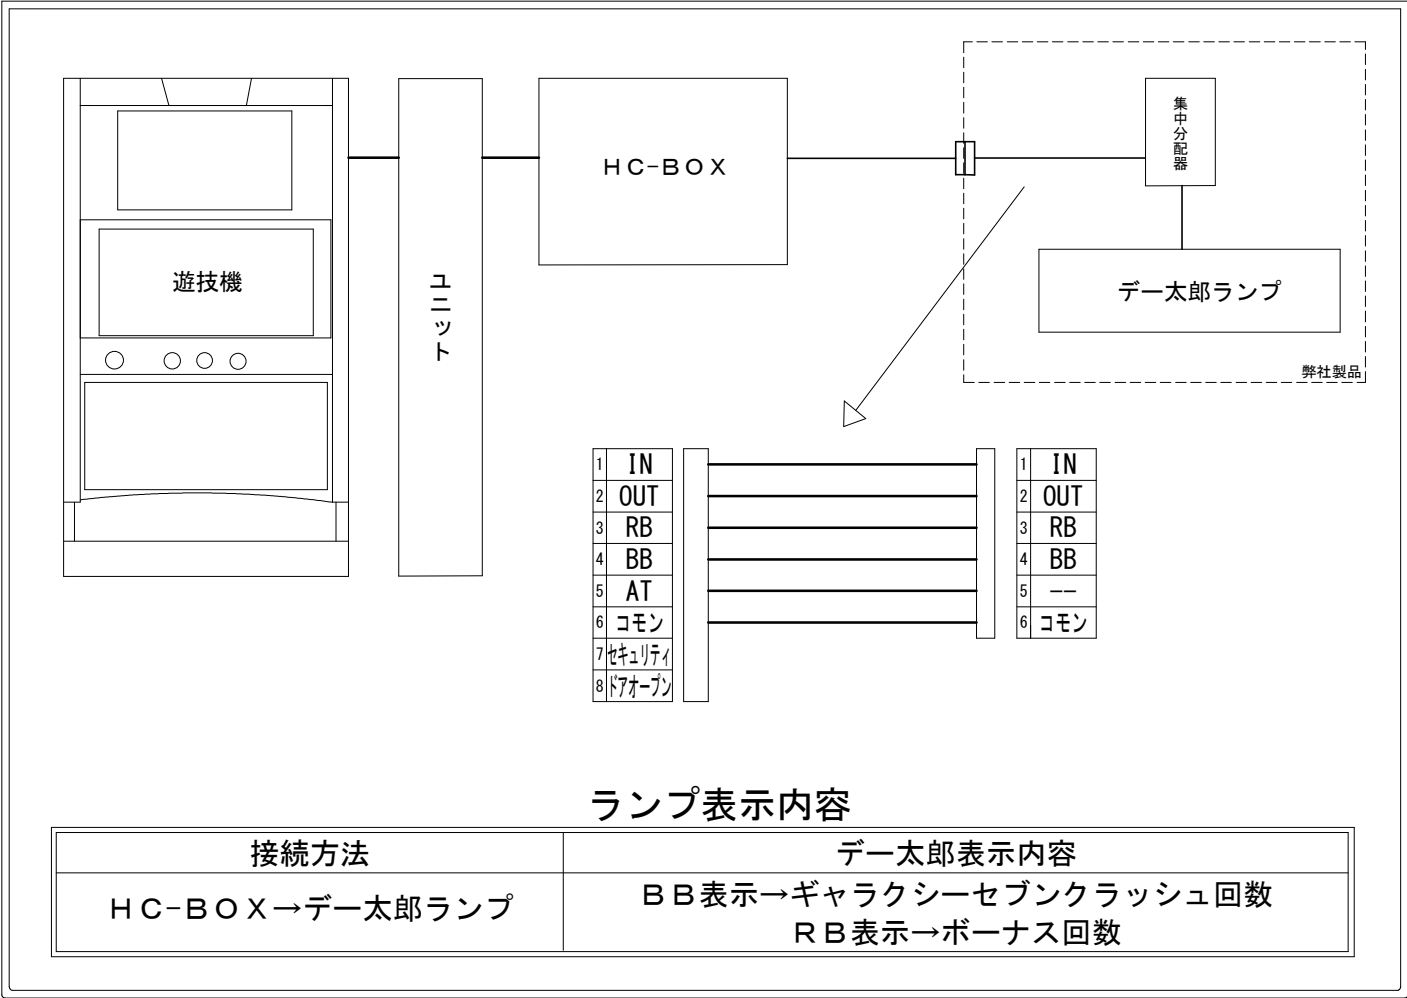 遊技機
ユニット
HC-BOX
集中分配器
デー太郎ランプ
弊社製品
1 IN
2 OUT
3 RB
4 BB
5 AT
6 コモン
7 セキュリティ
8 ドアオープン
1 IN
2 OUT
3 RB
4 BB
5 --
6 コモン
ランプ表示内容
接続方法 デー太郎表示内容
HC-BOX→デー太郎ランプ
BB表示→ギャラクシーセブンクラッシュ回数
RB表示→ボーナス回数